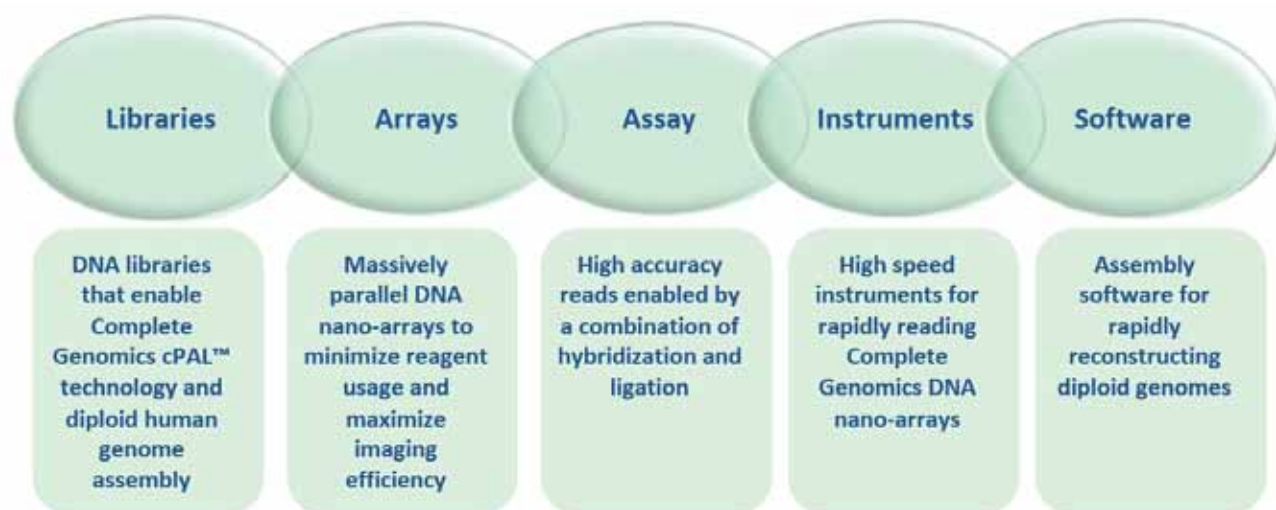 Libraries
Arrays
Assay
Instruments
Software
DNA libraries
that enable
Complete
Genomics cPAL™
technology and
diploid human
genome
assembly
Massively
parallel DNA
nano-arrays to
minimize reagent
usage and
maximize
imaging
efficiency
High accuracy
reads enabled by
a combination of
hybridization and
ligation
High speed
instruments for
rapidly reading
Complete
Genomics DNA
nano-arrays
Assembly
software for
rapidly
reconstructing
diploid genomes